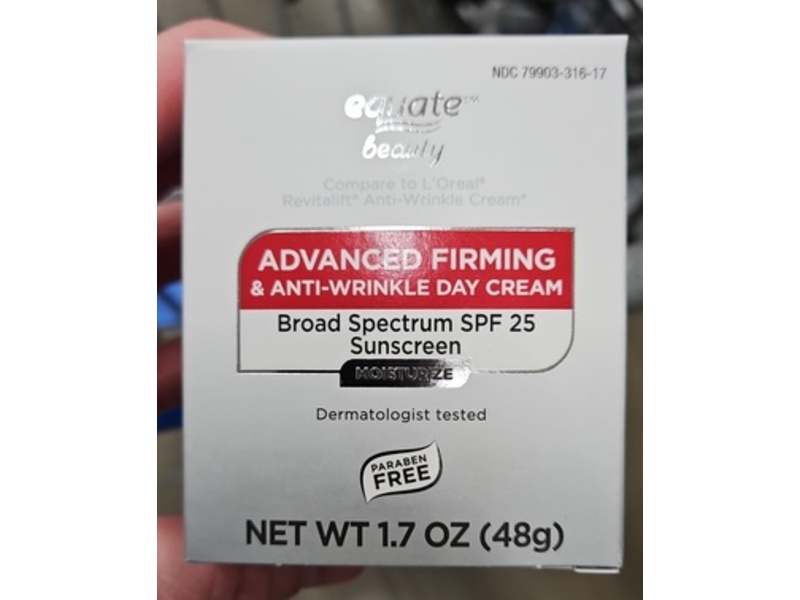 NDC 79903-316-17
equate™
beauty
Compare to L'Oreal®
Revitalift® Anti-Wrinkle Cream*
ADVANCED FIRMING
& ANTI-WRINKLE DAY CREAM
Broad Spectrum SPF 25
Sunscreen
MOISTURIZE
Dermatologist tested
PARABEN
FREE
NET WT 1.7 OZ (48g)